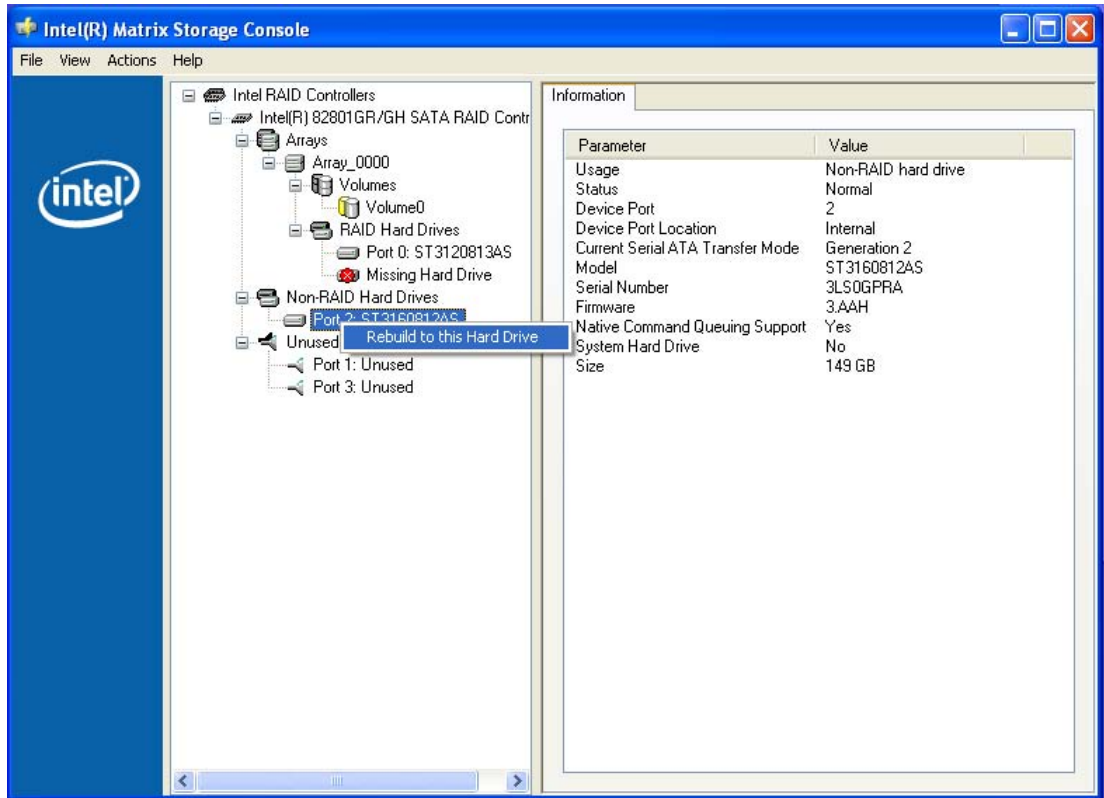 Intel(R) Matrix Storage Console
File View Actions Help
intel
Intel RAID Controllers
Intel(R) 82801GR/GH SATA RAID Contr
Arrays
Array_0000
Volumes
Volume0
RAID Hard Drives
Port 0: ST3120813AS
Missing Hard Drive
Non-RAID Hard Drives
Port 2: ST3160812AS
Rebuild to this Hard Drive
Unused
Port 1: Unused
Port 3: Unused
Information
Parameter Value
Usage Non-RAID hard drive
Status Normal
Device Port 2
Device Port Location Internal
Current Serial ATA Transfer Mode Generation 2
Model ST3160812AS
Serial Number 3LS0GPRA
Firmware 3.AAH
Native Command Queuing Support Yes
System Hard Drive No
Size 149 GB